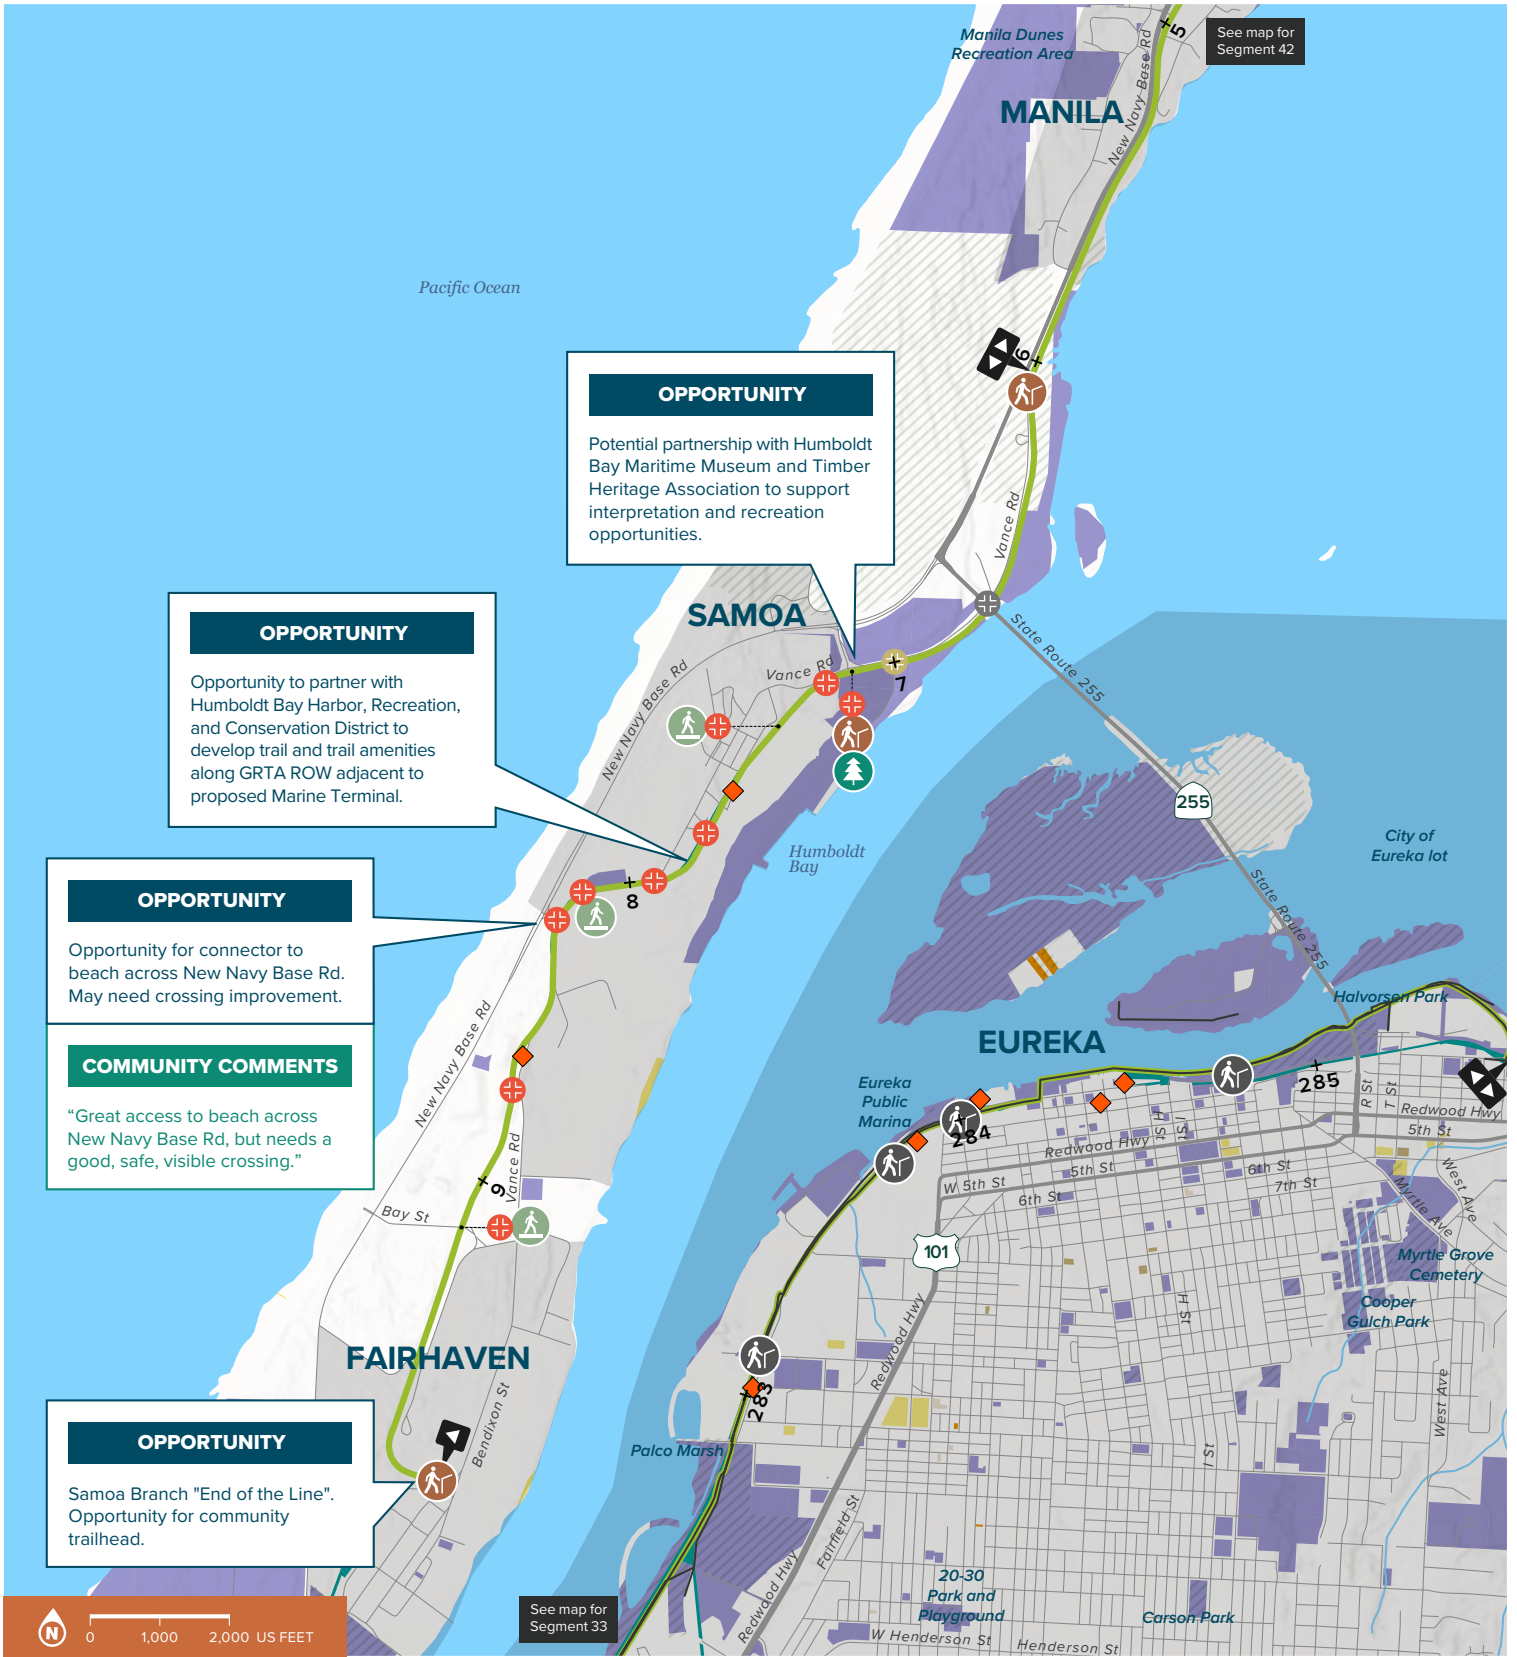 Manila Dunes
Recreation Area
MANILA
New Navy Base Rd
5
See map for
Segment 42
Pacific Ocean
6
OPPORTUNITY
Potential partnership with Humboldt
Bay Maritime Museum and Timber
Heritage Association to support
interpretation and recreation
opportunities.
Vance Rd
SAMOA
State Route 255
OPPORTUNITY
Opportunity to partner with
Humboldt Bay Harbor, Recreation,
and Conservation District to
develop trail and trail amenities
along GRTA ROW adjacent to
proposed Marine Terminal.
New Navy Base Rd
Vance Rd
7
255
Humboldt
Bay
City of
Eureka lot
State Route 255
OPPORTUNITY
Opportunity for connector to
beach across New Navy Base Rd.
May need crossing improvement.
8
Halvorsen Park
EUREKA
COMMUNITY COMMENTS
“Great access to beach across
New Navy Base Rd, but needs a
good, safe, visible crossing.”
New Navy Base Rd
Vance Rd
9
Bay St
Eureka
Public
Marina
284
285
R St
T St
Redwood Hwy
5th St
H St
I St
Redwood Hwy
5th St
W 5th St
6th St
6th St
7th St
West Ave
Myrtle Ave
101
Myrtle Grove
Cemetery
Cooper
Gulch Park
H St
Redwood Hwy
FAIRHAVEN
Bendixon St
283
West Ave
I St
Palco Marsh
OPPORTUNITY
Samoa Branch "End of the Line".
Opportunity for community
trailhead.
Fairfield St
Redwood Hwy
20-30
Park and
Playground
Carson Park
W Henderson St
Henderson St
See map for
Segment 33
N
0 1,000 2,000 US FEET